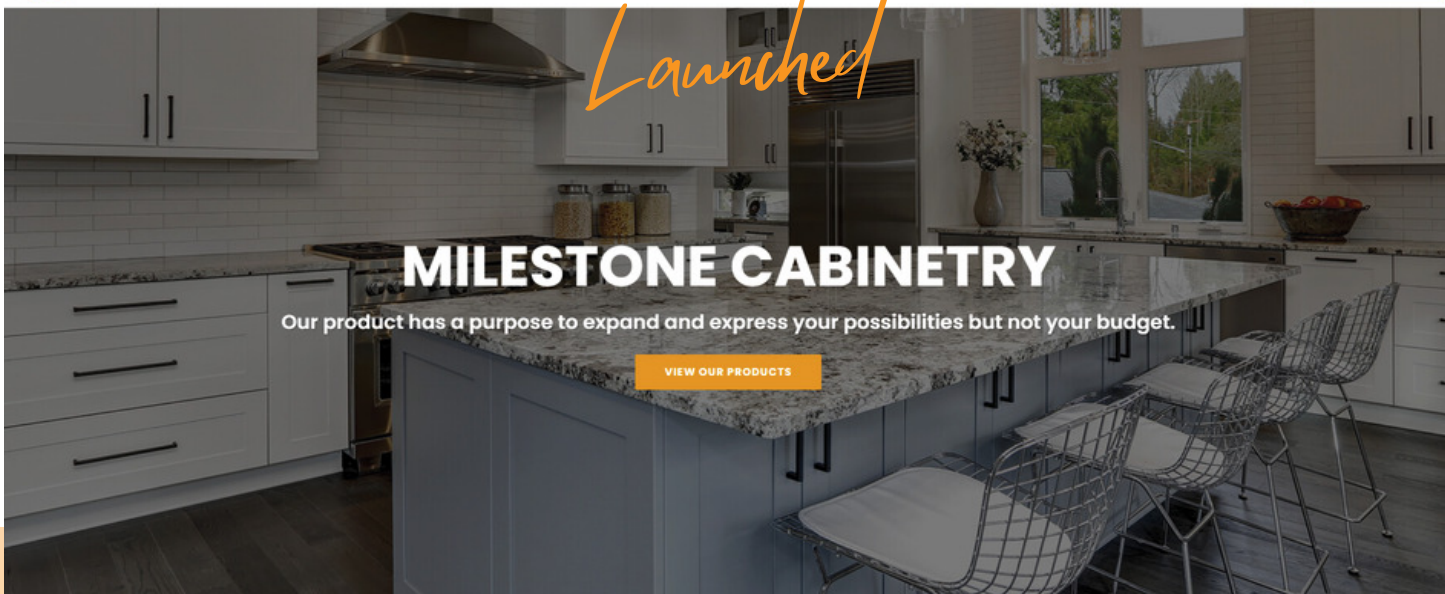 Launched
MILESTONE CABINETRY
Our product has a purpose to expand and express your possibilities but not your budget.
VIEW OUR PRODUCTS